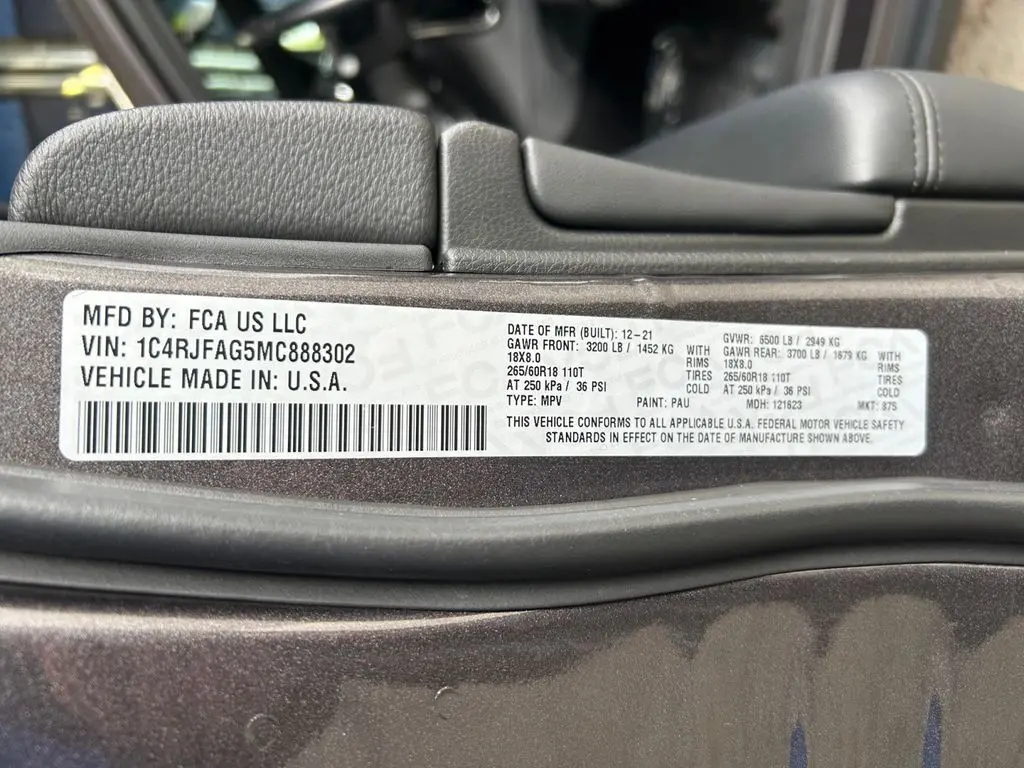 MFD BY: FCA US LLC
VIN: 1C4RJFAG5MC888302
VEHICLE MADE IN: U.S.A.
DATE OF MFR (BUILT): 12-21
GVWR: 6500 LB / 2949 KG
GAWR FRONT: 3200 LB / 1452 KG WITH
GAWR REAR: 3700 LB / 1679 KG WITH
18X8.0 RIMS
18X8.0 RIMS
265/60R18 110T TIRES
265/60R18 110T TIRES
AT 250 kPa / 36 PSI COLD
AT 250 kPa / 36 PSI COLD
TYPE: MPV PAINT: PAU MDH: 121623 MKT: 87S
THIS VEHICLE CONFORMS TO ALL APPLICABLE U.S.A. FEDERAL MOTOR VEHICLE SAFETY
STANDARDS IN EFFECT ON THE DATE OF MANUFACTURE SHOWN ABOVE.